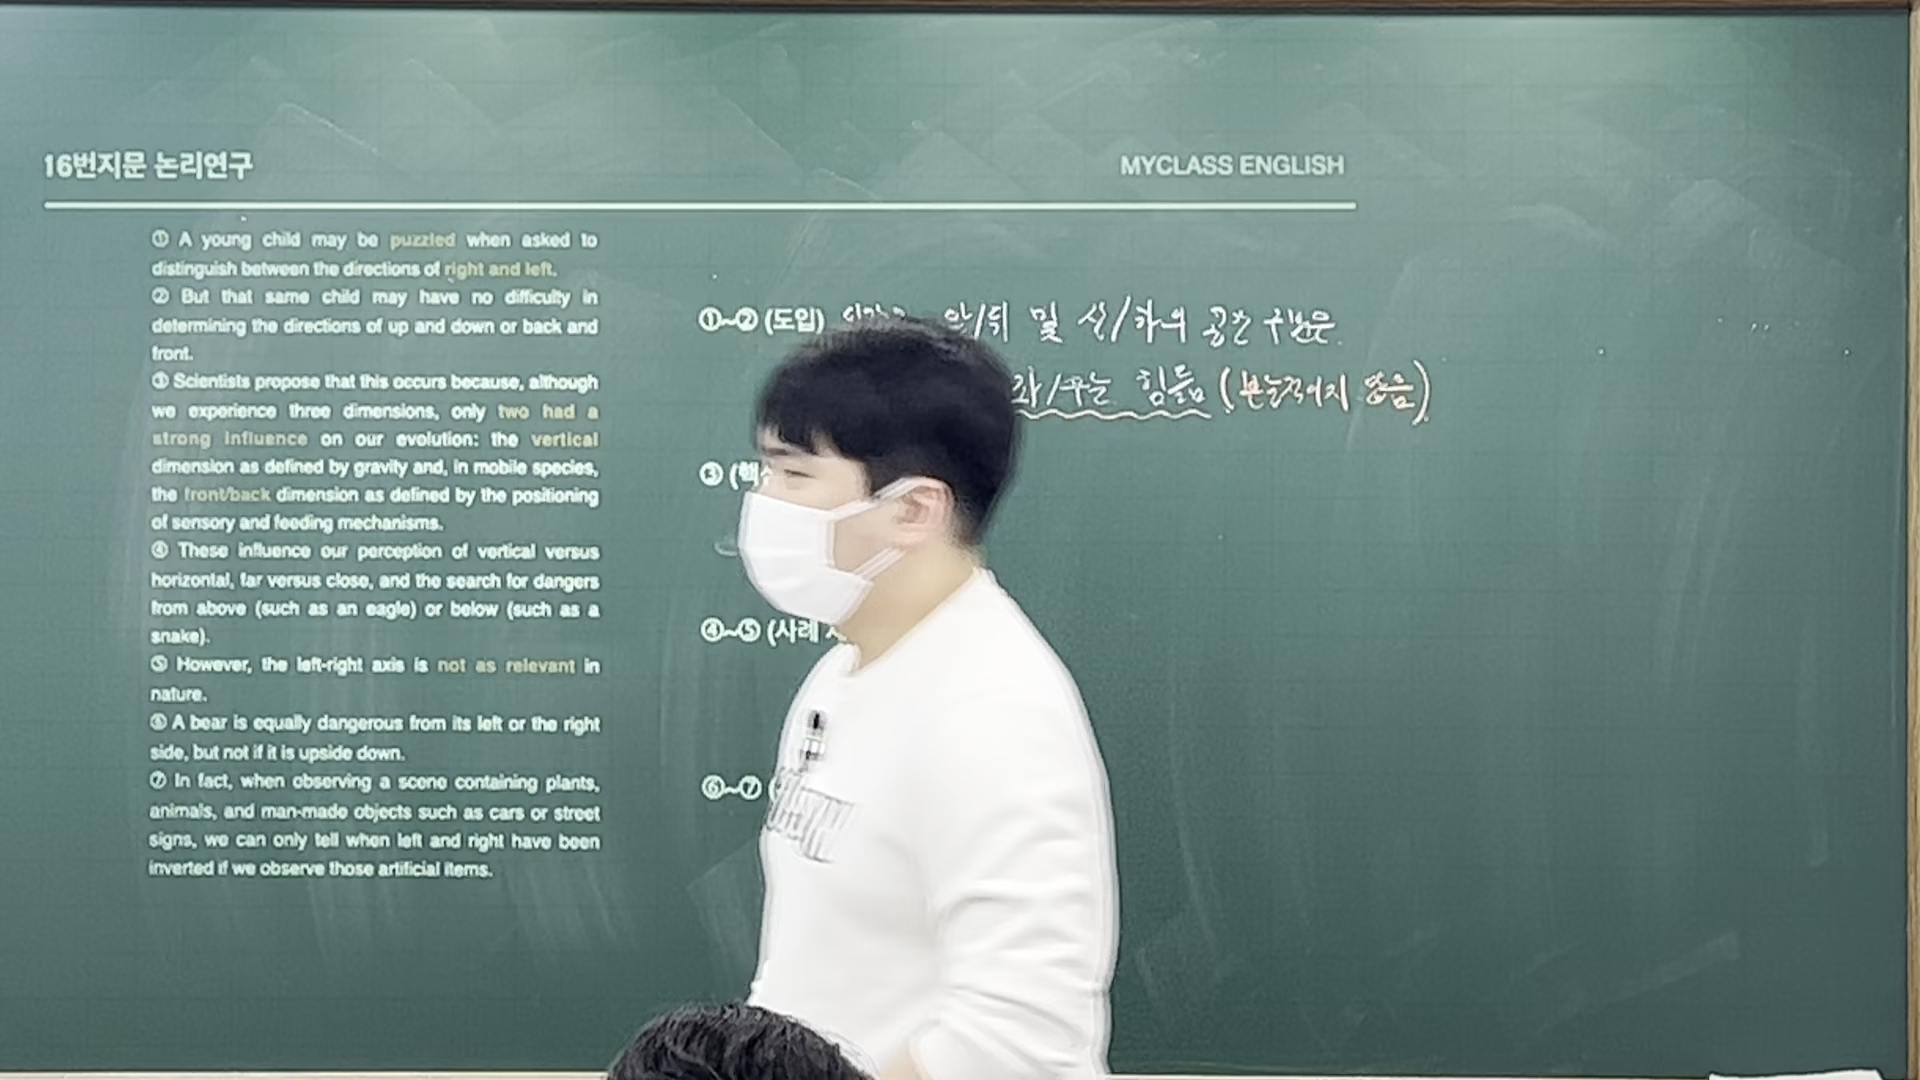 16번지문 논리연구
MYCLASS ENGLISH
① A young child may be puzzled when asked to
distinguish between the directions of right and left.
② But that same child may have no difficulty in
determining the directions of up and down or back and
front.
③ Scientists propose that this occurs because, although
we experience three dimensions, only two had a
strong influence on our evolution: the vertical
dimension as defined by gravity and, in mobile species,
the front/back dimension as defined by the positioning
of sensory and feeding mechanisms.
④ These influence our perception of vertical versus
horizontal, far versus close, and the search for dangers
from above (such as an eagle) or below (such as a
snake).
⑤ However, the left-right axis is not as relevant in
nature.
⑥ A bear is equally dangerous from its left or the right
side, but not if it is upside down.
⑦ In fact, when observing a scene containing plants,
animals, and man-made objects such as cars or street
signs, we can only tell when left and right have been
inverted if we observe those artificial items.
①~② (도입) /뒤 및 상/하의 공간 구분은
좌/우는 힘듦 (본능적이지 않음)
③ (핵
④~⑤ (사례
⑥~⑦ (